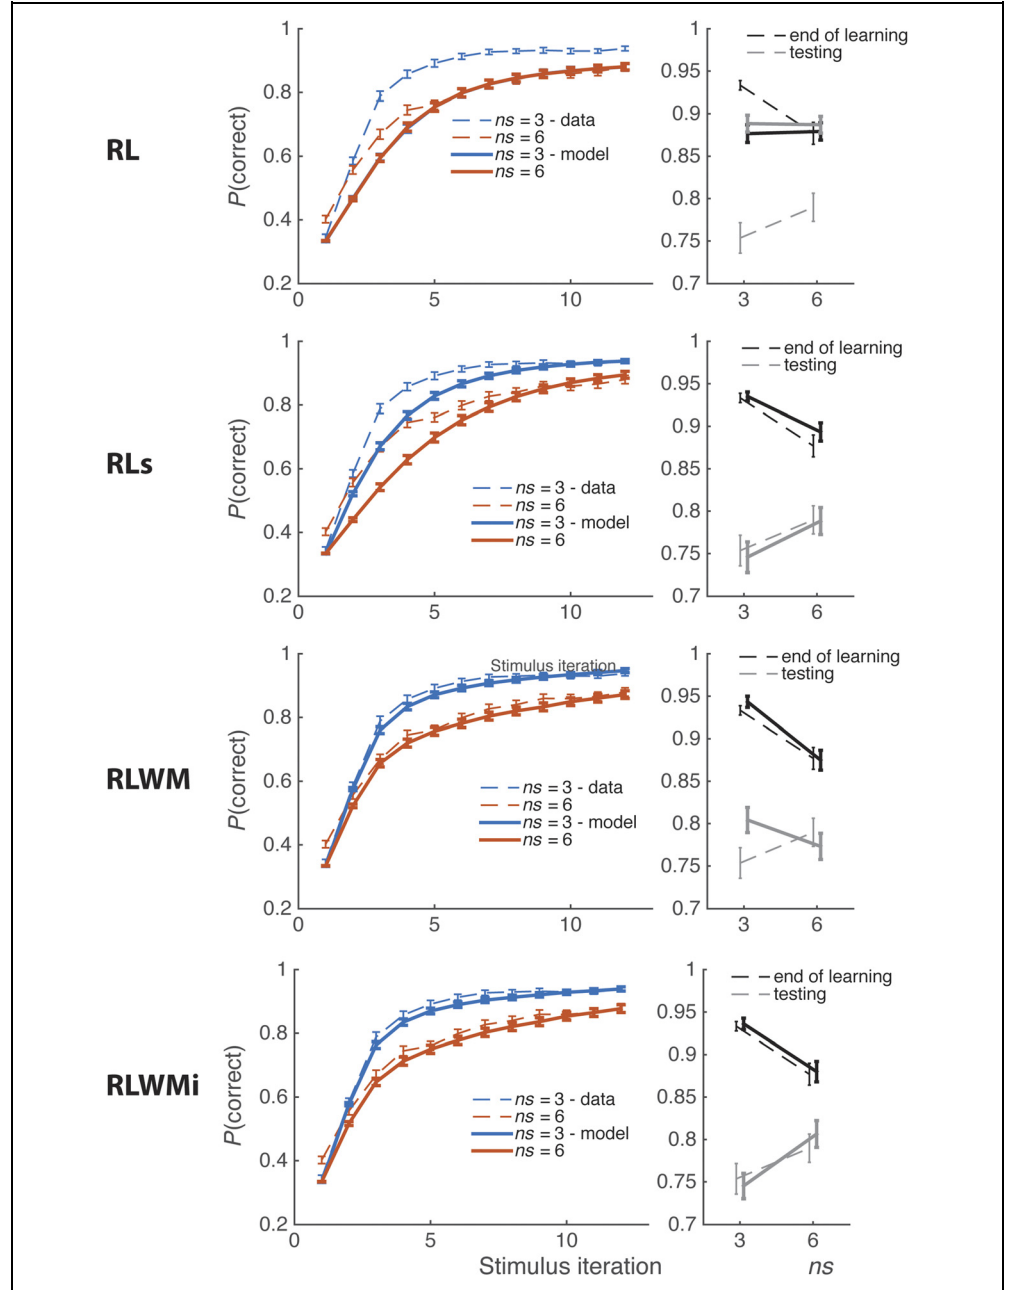 RL
P(correct)
1
0.8
0.6
0.4
0.2
0
5
10
ns = 3 - data
ns = 6
ns = 3 - model
ns = 6
1
0.95
0.9
0.85
0.8
0.75
0.7
3
6
end of learning
testing
RLs
P(correct)
1
0.8
0.6
0.4
0.2
0
5
10
ns = 3 - data
ns = 6
ns = 3 - model
ns = 6
1
0.95
0.9
0.85
0.8
0.75
0.7
3
6
end of learning
testing
RLWM
P(correct)
1
0.8
0.6
0.4
0.2
0
5
10
Stimulus iteration
ns = 3 - data
ns = 6
ns = 3 - model
ns = 6
1
0.95
0.9
0.85
0.8
0.75
0.7
3
6
end of learning
testing
RLWMi
P(correct)
1
0.8
0.6
0.4
0.2
0
5
10
ns = 3 - data
ns = 6
ns = 3 - model
ns = 6
Stimulus iteration
1
0.95
0.9
0.85
0.8
0.75
0.7
3
6
end of learning
testing
ns